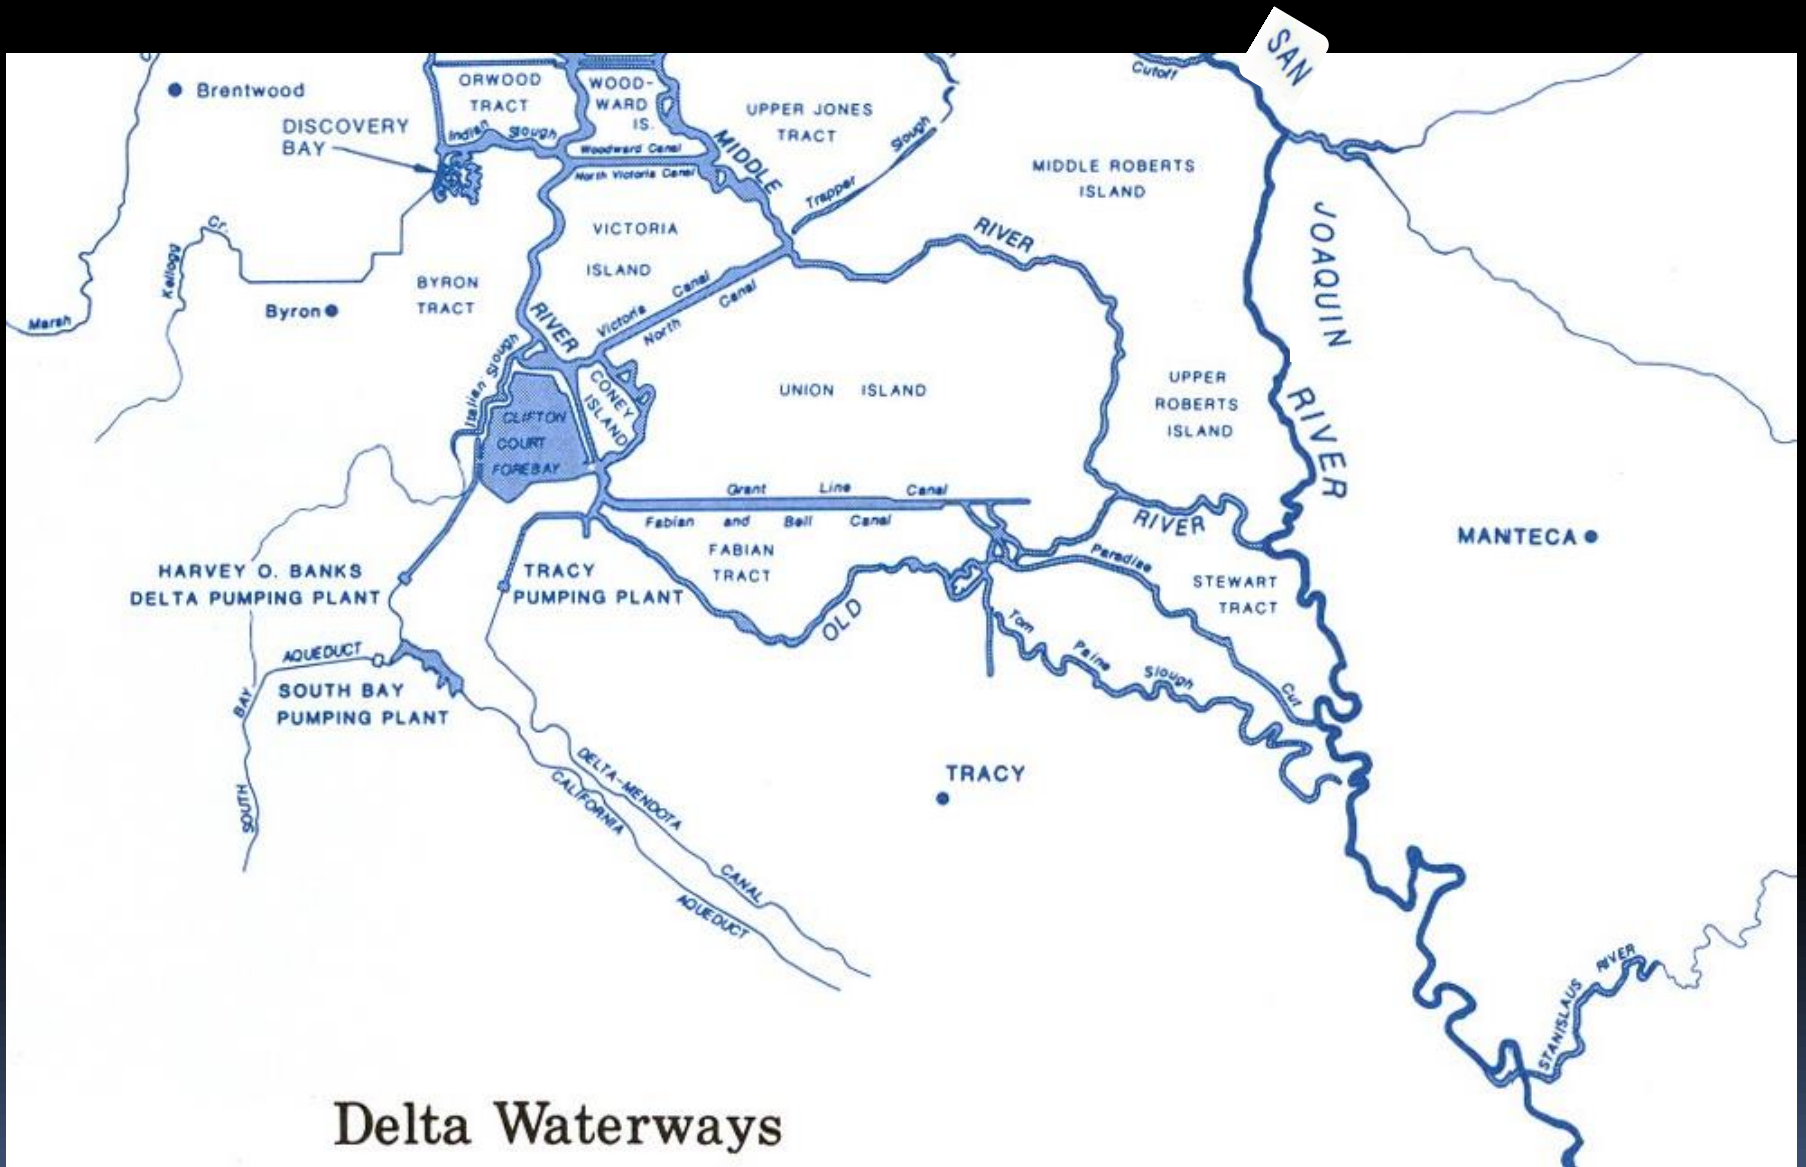 SAN
Cutoff
Brentwood
ORWOOD
TRACT
WOOD-
WARD
IS.
UPPER JONES
TRACT
DISCOVERY
BAY
Indian Slough
Woodward Canal
North Victoria Canal
MIDDLE
Slough
Trapper
MIDDLE ROBERTS
ISLAND
JOAQUIN
RIVER
VICTORIA
ISLAND
RIVER
Cr.
Kellogg
BYRON
TRACT
Byron
Marsh
RIVER
Victoria Canal
North Canal
Italian Slough
CLIFTON
COURT
FOREBAY
CONEY
ISLAND
UNION ISLAND
UPPER
ROBERTS
ISLAND
Grant Line Canal
Fabian and Bell Canal
FABIAN
TRACT
RIVER
MANTECA
HARVEY O. BANKS
DELTA PUMPING PLANT
TRACY
PUMPING PLANT
OLD
Paradise
Cut
STEWART
TRACT
Tom Paine Slough
AQUEDUCT
BAY
SOUTH
SOUTH BAY
PUMPING PLANT
TRACY
DELTA-MENDOTA
CANAL
CALIFORNIA
AQUEDUCT
STANISLAUS RIVER
Delta Waterways